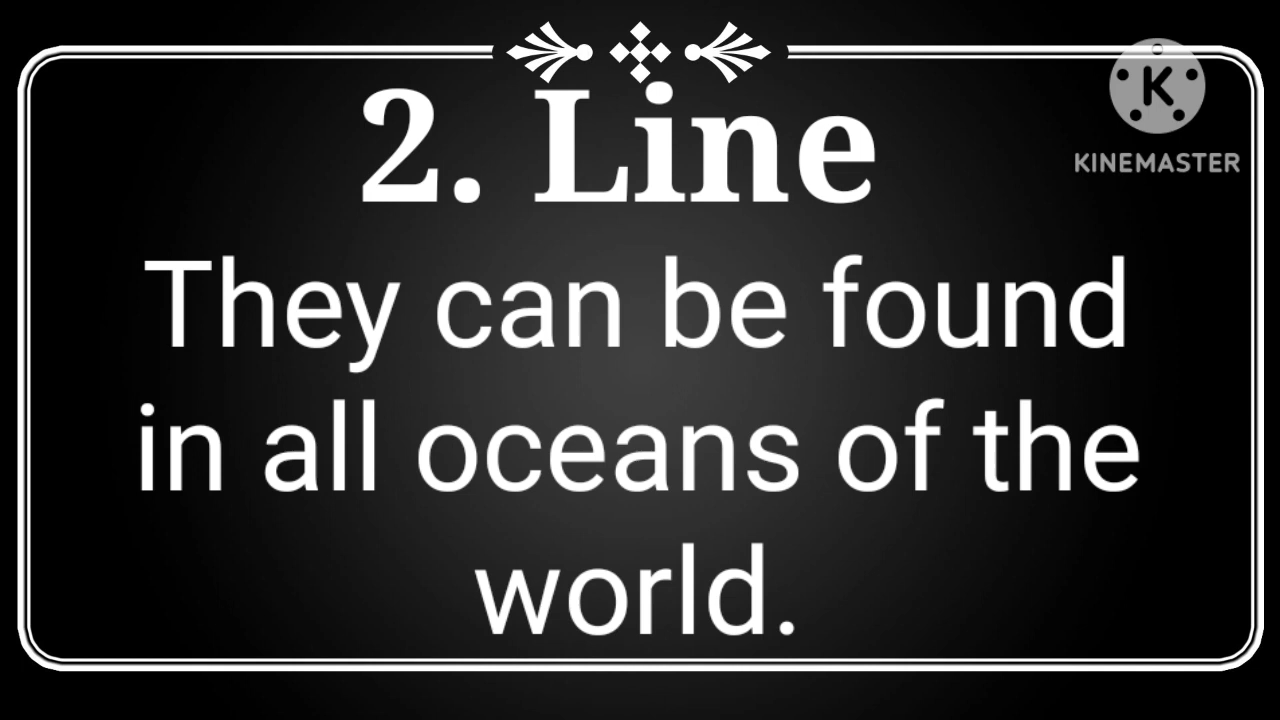 2. Line
K
KINEMASTER
They can be found
in all oceans of the
world.